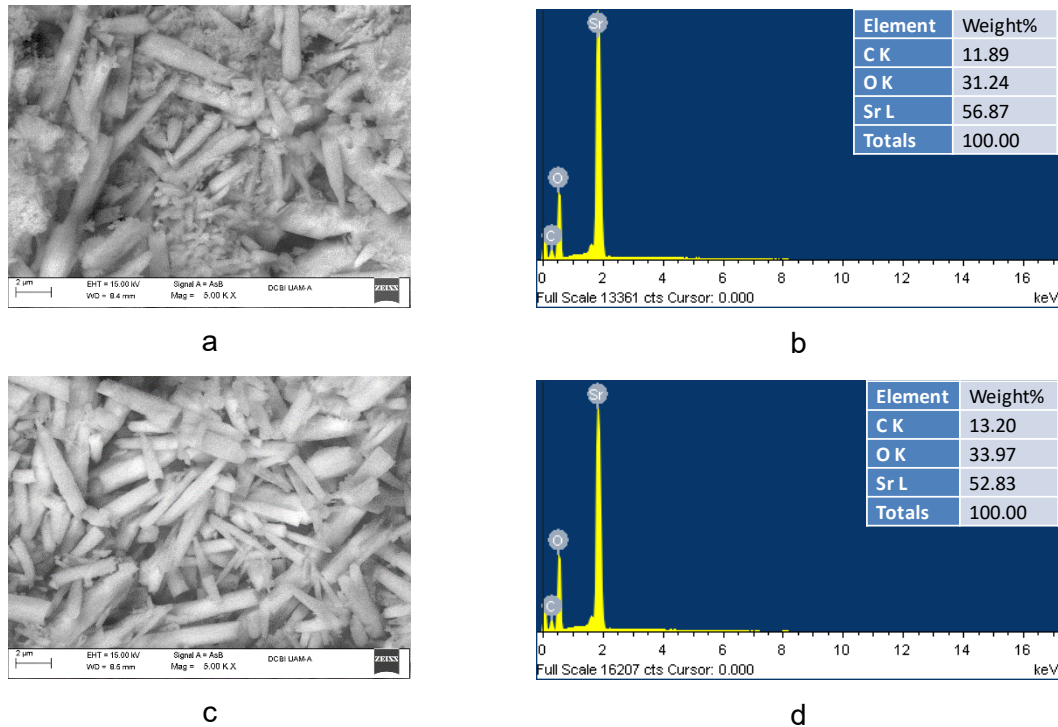 2 µm
EHT = 15.00 kV
Signal A = AsB
DCBI UAM-A
WD = 8.4 mm
Mag = 5.00 K X
ZEISS
a
Sr
O
C
Element Weight%
C K 11.89
O K 31.24
Sr L 56.87
Totals 100.00
0 2 4 6 8 10 12 14 16
Full Scale 13361 cts Cursor: 0.000
keV
b
2 µm
EHT = 15.00 kV
Signal A = AsB
DCBI UAM-A
WD = 8.5 mm
Mag = 5.00 K X
ZEISS
c
Sr
O
C
Element Weight%
C K 13.20
O K 33.97
Sr L 52.83
Totals 100.00
0 2 4 6 8 10 12 14 16
Full Scale 16207 cts Cursor: 0.000
keV
d